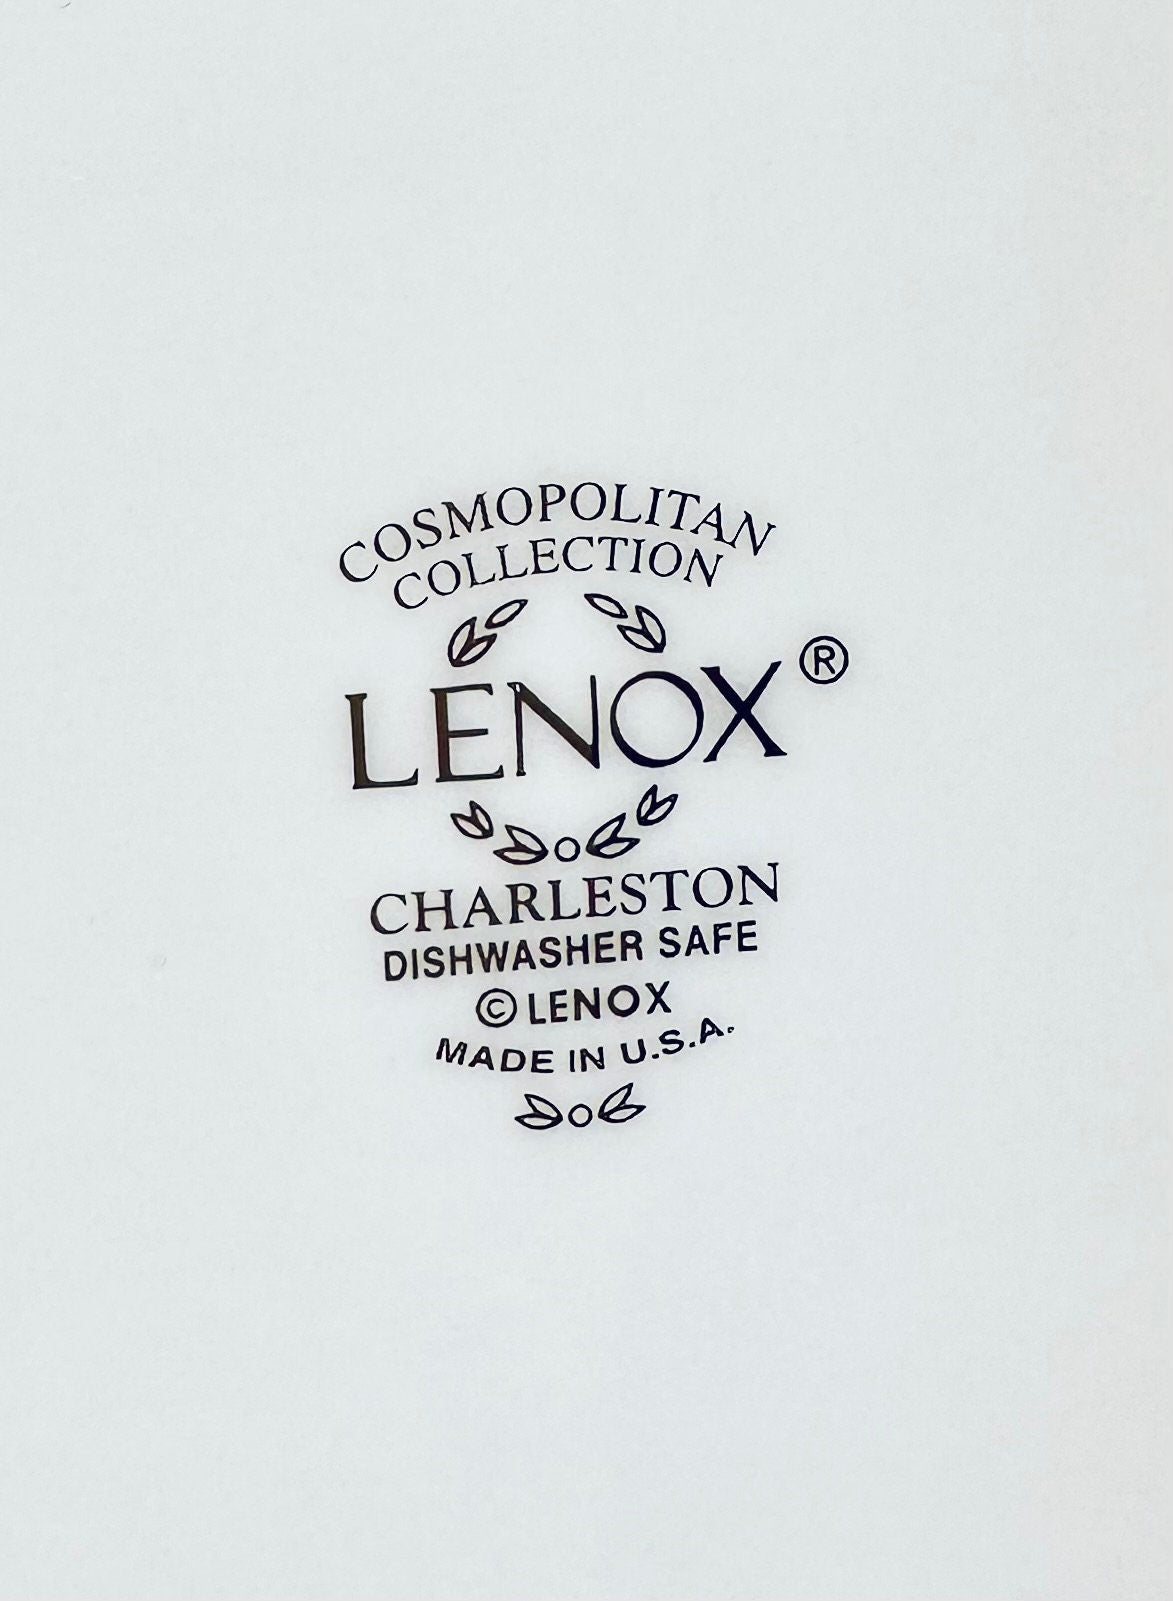 COSMOPOLITAN
COLLECTION
LENOX®
CHARLESTON
DISHWASHER SAFE
© LENOX
MADE IN U.S.A.